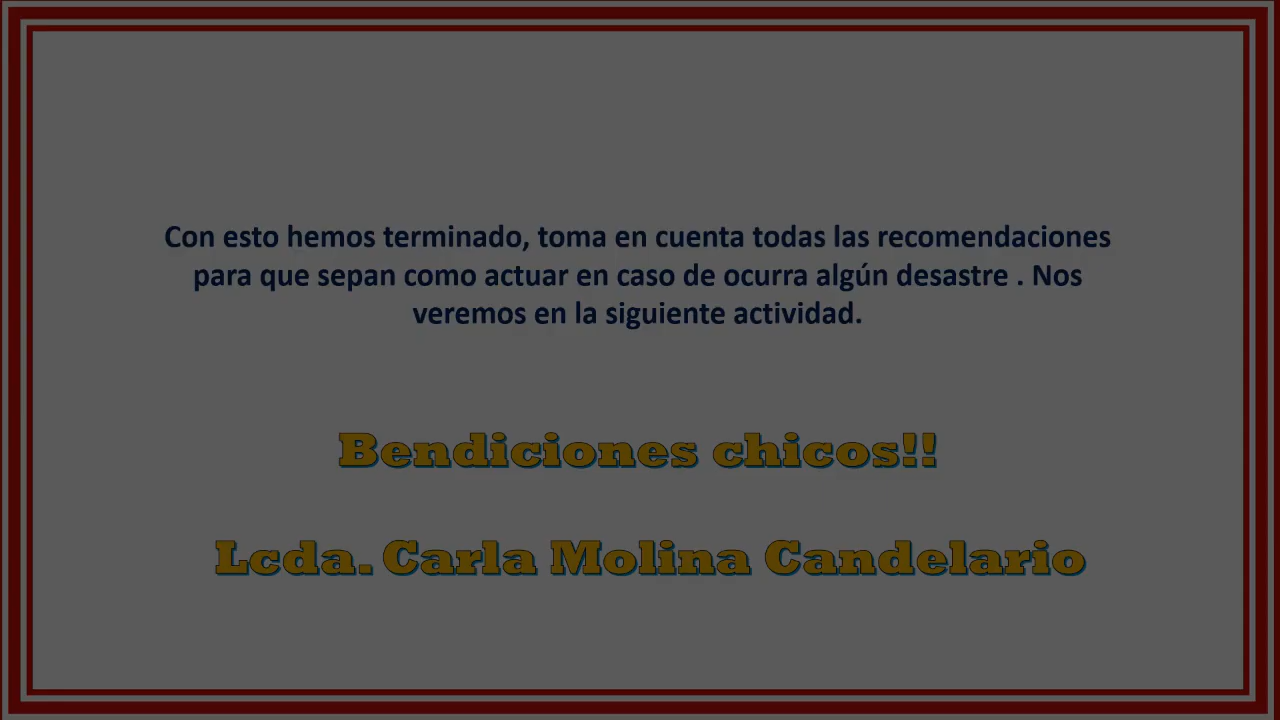 Con esto hemos terminado, toma en cuenta todas las recomendaciones
para que sepan como actuar en caso de ocurra algún desastre . Nos
veremos en la siguiente actividad.
Bendiciones chicos!!
Lcda. Carla Molina Candelario